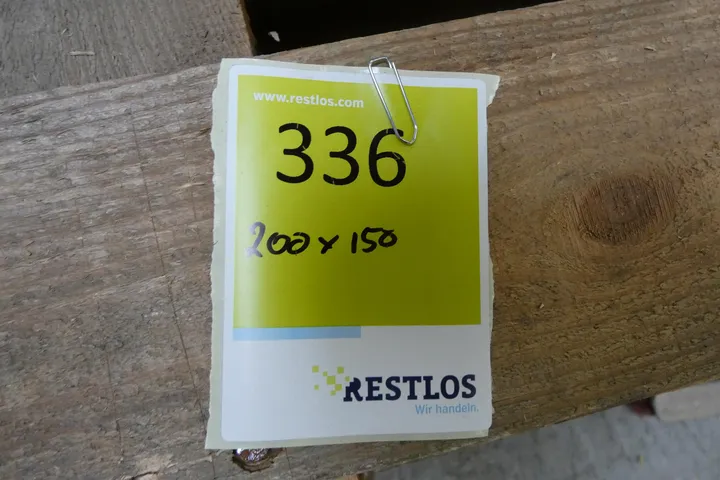 www.restlos.com
336
200 x 150
RESTLOS
Wir handeln.